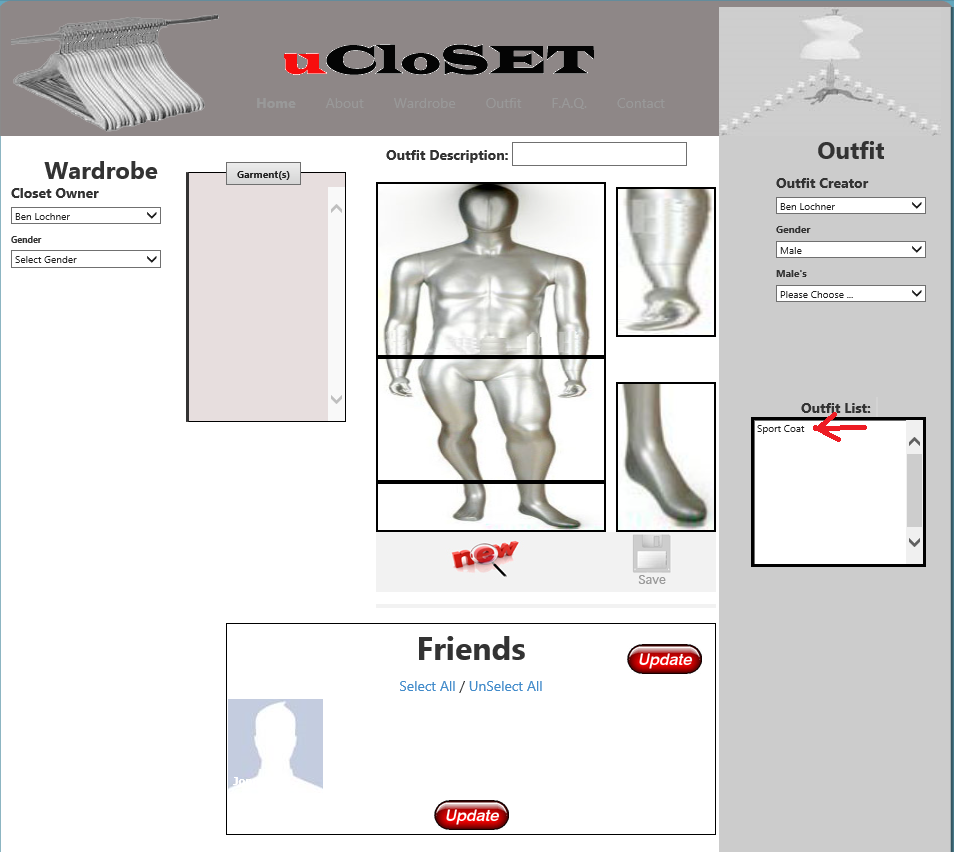 uCloSET
Home About Wardrobe Outfit F.A.Q. Contact
Wardrobe
Closet Owner
Ben Lochner
Gender
Select Gender
Garment(s)
Outfit Description:
new
Save
Outfit
Outfit Creator
Ben Lochner
Gender
Male
Male's
Please Choose ...
Outfit List:
Sport Coat
Friends
Update
Select All / UnSelect All
Update